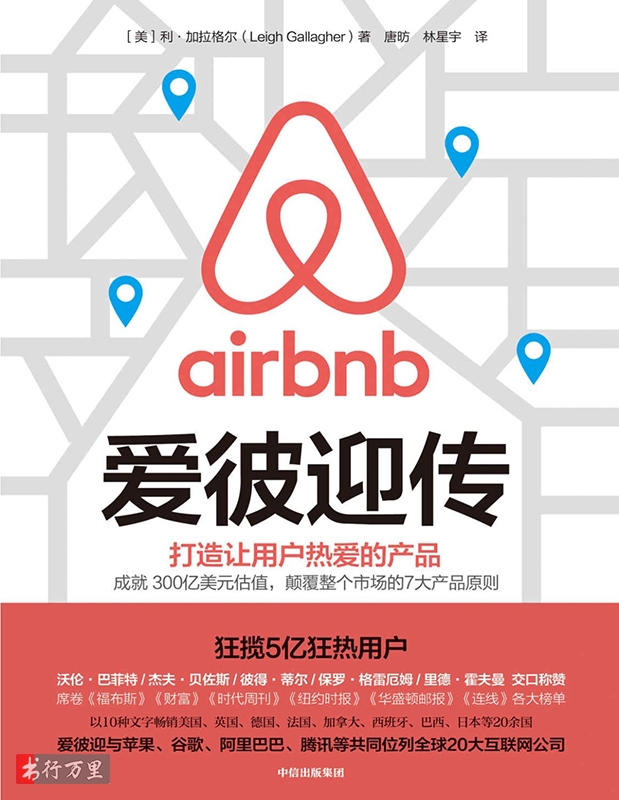 ［美］利·加拉格尔（Leigh Gallagher）著 唐昉 林星宇 译
airbnb
爱彼迎传
打造让用户热爱的产品
成就 300亿美元估值，颠覆整个市场的7大产品原则
狂揽5亿狂热用户
沃伦·巴菲特/杰夫·贝佐斯/彼得·蒂尔/保罗·格雷厄姆/里德·霍夫曼 交口称赞
席卷《福布斯》《财富》《时代周刊》《纽约时报》《华盛顿邮报》《连线》各大榜单
以10种文字畅销美国、英国、德国、法国、加拿大、西班牙、巴西、日本等20余国
爱彼迎与苹果、谷歌、阿里巴巴、腾讯等共同位列全球20大互联网公司
书行万里
中信出版集团